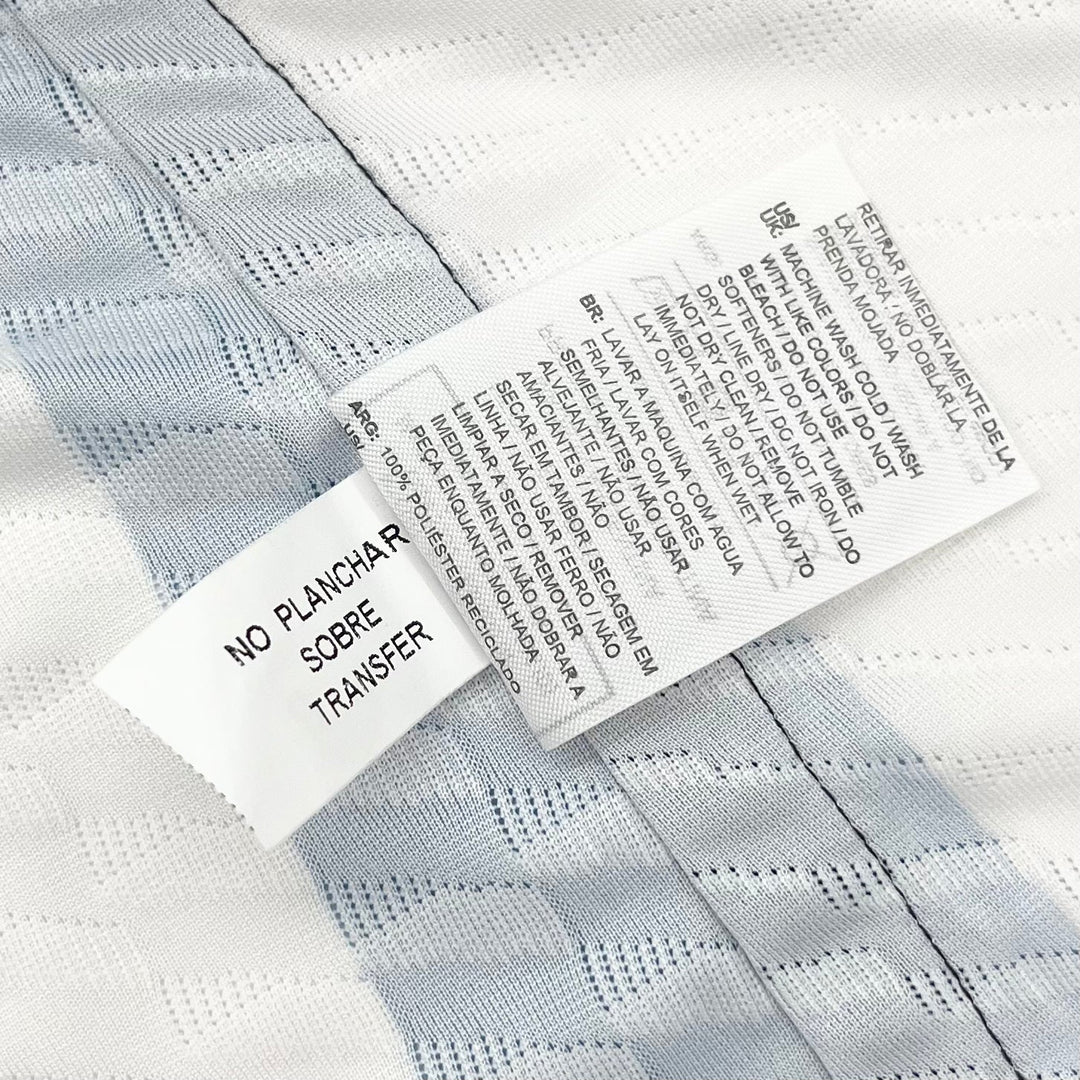 RETIRAR INMEDIATAMENTE DE LA
LAVADORA / NO DOBLAR LA
PRENDA MOJADA
US/
UK: MACHINE WASH COLD / WASH
WITH LIKE COLORS / DO NOT
BLEACH / DO NOT USE
SOFTENERS / DO NOT TUMBLE
DRY / LINE DRY / DO NOT IRON / DO
NOT DRY CLEAN / REMOVE
IMMEDIATELY / DO NOT ALLOW TO
LAY ON ITSELF WHEN WET
BR: LAVAR A MAQUINA COM AGUA
FRIA / LAVAR COM CORES
SEMELHANTES / NÃO USAR
ALVEJANTE / NÃO USAR
AMACIANTES / NÃO
SECAR EM TAMBOR / SECAGEM EM
LINHA / NÃO USAR FERRO / NÃO
LIMPAR A SECO / REMOVER
IMEDIATAMENTE / NÃO DOBRAR A
PEÇA ENQUANTO MOLHADA
ARG: 100% POLIÉSTER RECICLADO
NO PLANCHAR
SOBRE
TRANSFER